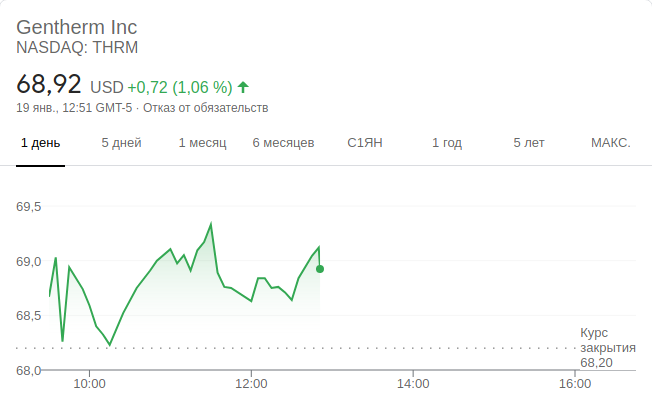 Gentherm Inc
NASDAQ: THRM
68,92 USD +0,72 (1,06 %)
19 янв., 12:51 GMT-5 · Отказ от обязательств
1 день 5 дней 1 месяц 6 месяцев С1ЯН 1 год 5 лет МАКС.
69,5
69,0
68,5
68,0
Курс
закрытия
68,20
10:00 12:00 14:00 16:00